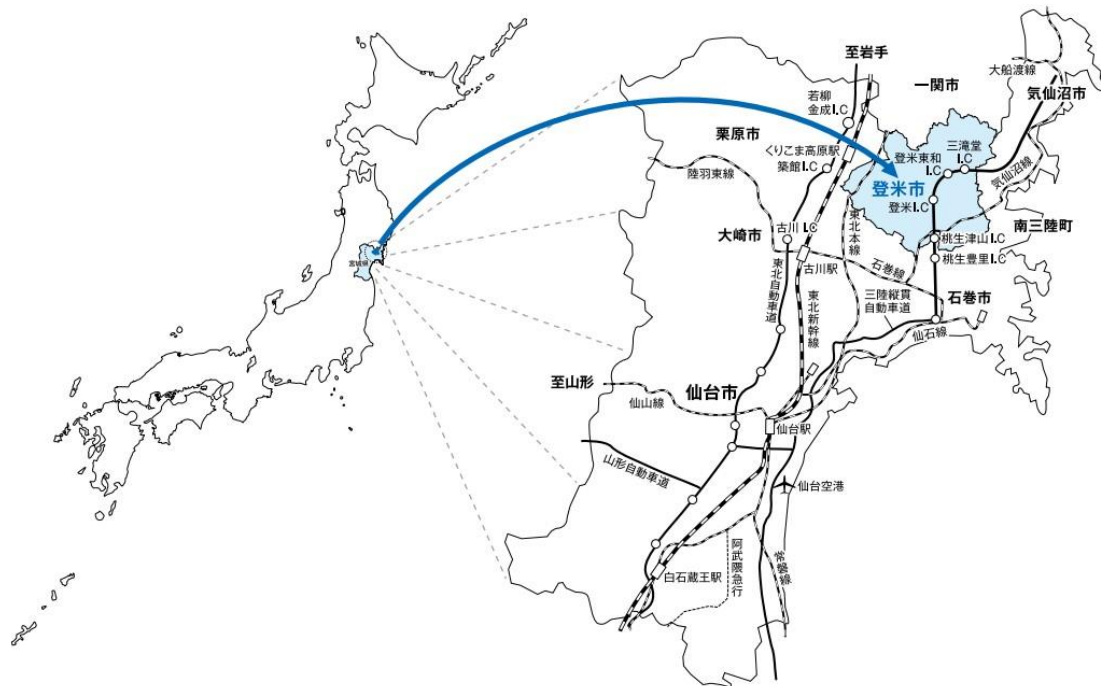 宮城県
至岩手
一関市
大船渡線
気仙沼市
若柳
金成I.C
栗原市
くりこま高原駅
築館I.C
登米東和
I.C
三滝堂
I.C
陸羽東線
登米市
登米I.C
気仙沼線
南三陸町
大崎市
古川I.C
東北本線
桃生津山I.C
古川駅
石巻線
桃生豊里I.C
東北自動車道
東北新幹線
三陸縦貫
自動車道
石巻市
仙石線
至山形
仙台市
仙山線
仙台駅
山形自動車道
仙台空港
阿武隈急行
常磐線
白石蔵王駅